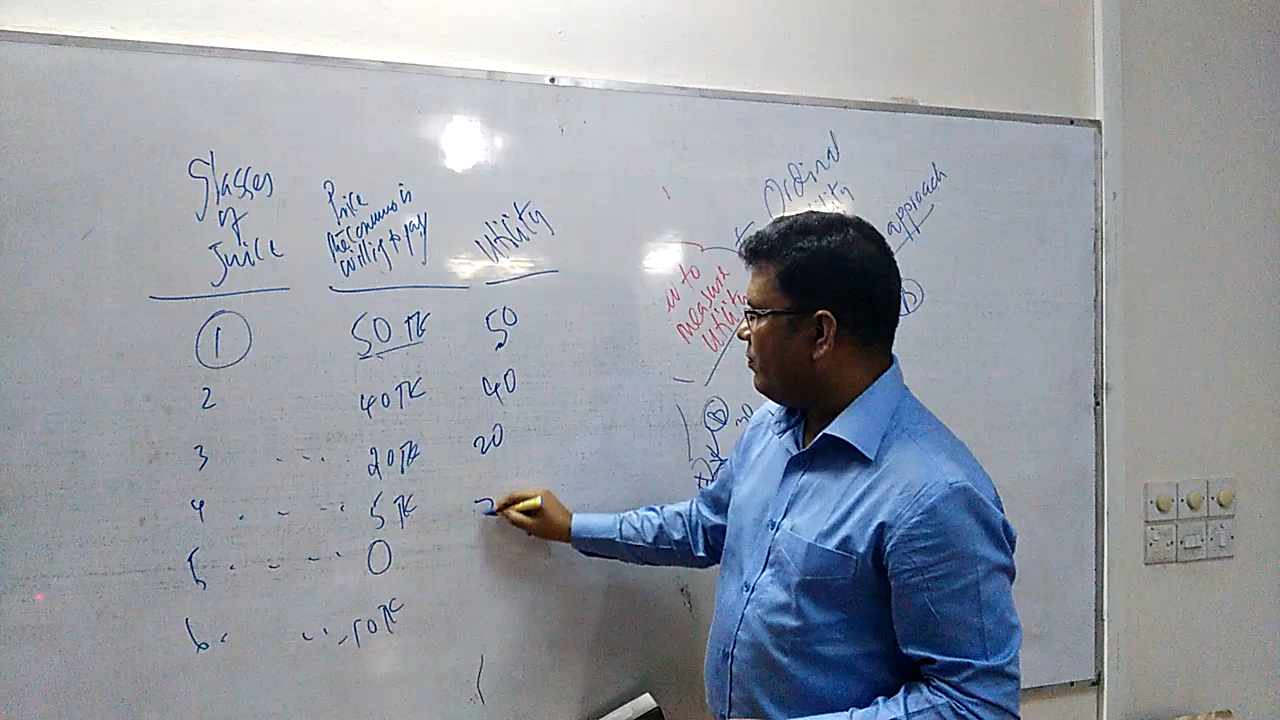 Glasses
of
Juice
Price
the consumer is
willing to pay
Utility
1 50 TK 50
2 40 TK 40
3 ... 20 TK 20
4 .... 5 TK
5 .... 0
6. ... -10 TK
Ordinal
approach
to
measure
Utility
B